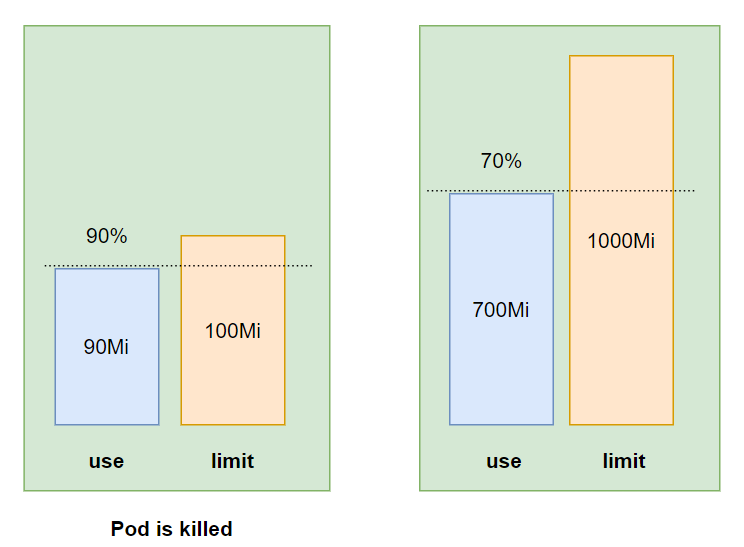 90%
90Mi
100Mi
use
limit
Pod is killed
70%
700Mi
1000Mi
use
limit